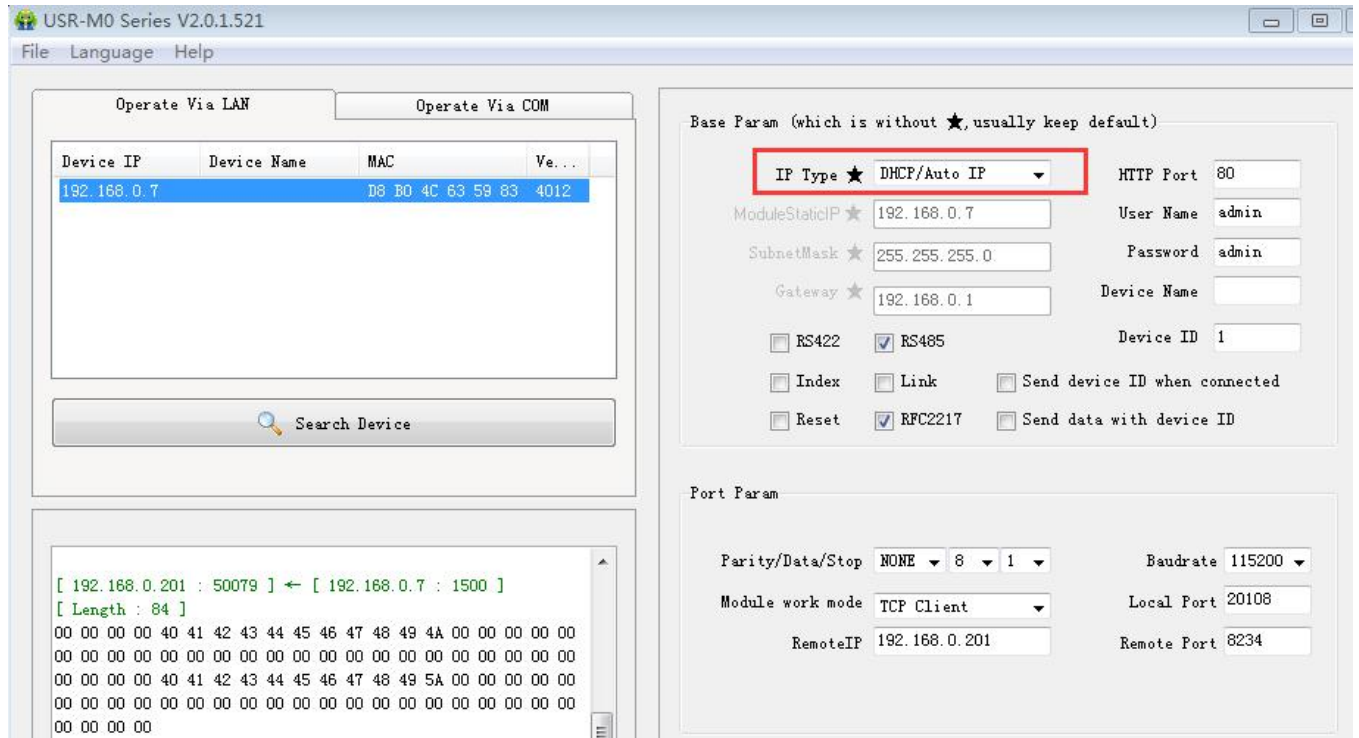 USR-M0 Series V2.0.1.521
File Language Help
Operate Via LAN Operate Via COM
Device IP Device Name MAC Ve...
192.168.0.7 D8 B0 4C 63 59 83 4012
Search Device
[ 192.168.0.201 : 50079 ] ← [ 192.168.0.7 : 1500 ]
[ Length : 84 ]
00 00 00 00 40 41 42 43 44 45 46 47 48 49 4A 00 00 00 00 00
00 00 00 00 00 00 00 00 00 00 00 00 00 00 00 00 00 00 00 00
00 00 00 00 40 41 42 43 44 45 46 47 48 49 5A 00 00 00 00 00
00 00 00 00 00 00 00 00 00 00 00 00 00 00 00 00 00 00 00 00
00 00 00 00
Base Param (which is without ★,usually keep default)
IP Type ★ DHCP/Auto IP HTTP Port 80
ModuleStaticIP ★ 192.168.0.7 User Name admin
SubnetMask ★ 255.255.255.0 Password admin
Gateway ★ 192.168.0.1 Device Name
RS422 RS485 Device ID 1
Index Link Send device ID when connected
Reset RFC2217 Send data with device ID
Port Param
Parity/Data/Stop NONE 8 1 Baudrate 115200
Module work mode TCP Client Local Port 20108
RemoteIP 192.168.0.201 Remote Port 8234